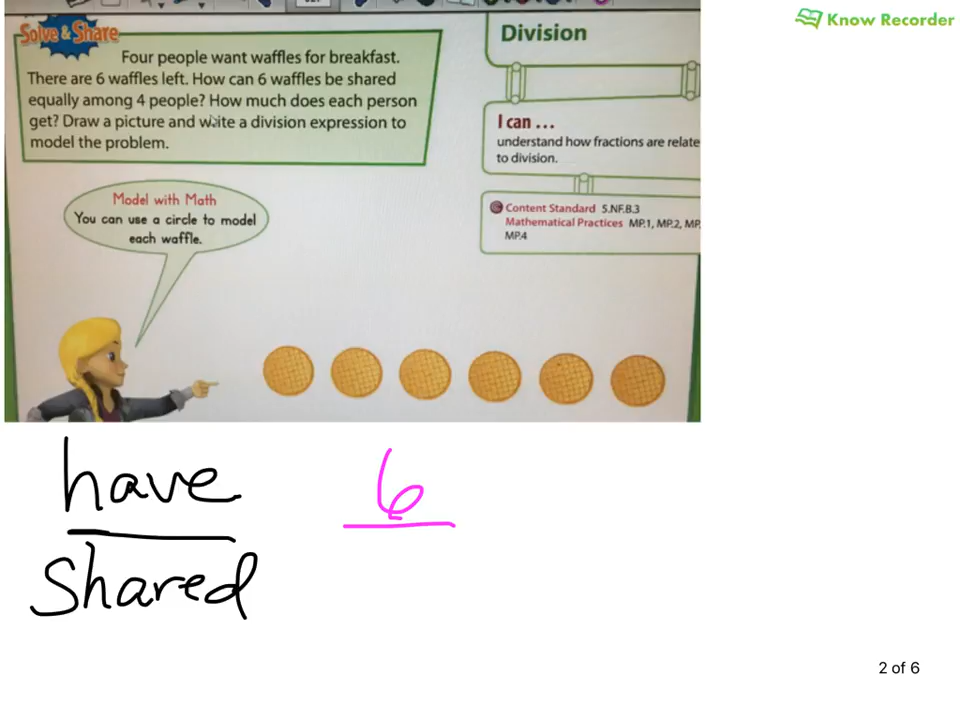 Know Recorder
Solve & Share
Four people want waffles for breakfast.
There are 6 waffles left. How can 6 waffles be shared
equally among 4 people? How much does each person
get? Draw a picture and write a division expression to
model the problem.
Division
I can ...
understand how fractions are relate
to division.
Content Standard 5.NF.B.3
Mathematical Practices MP.1, MP.2, MP.
MP.4
Model with Math
You can use a circle to model
each waffle.
have 6
Shared
2 of 6